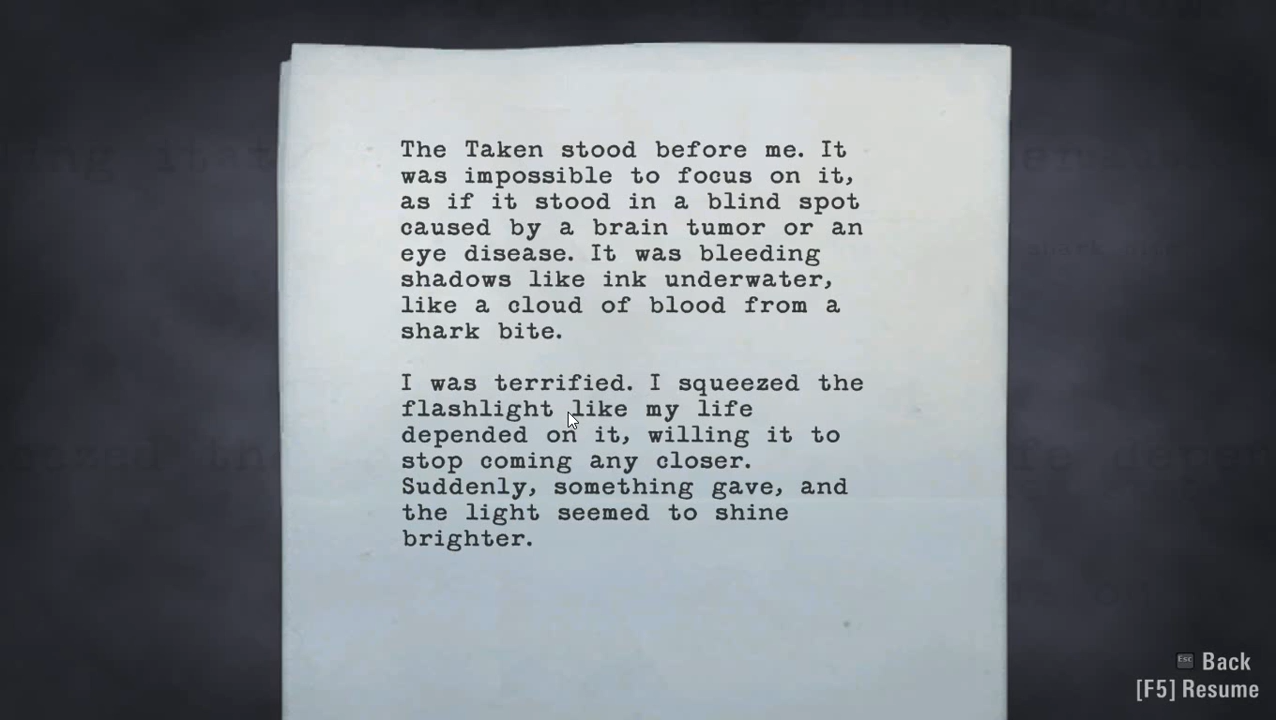 The Taken stood before me. It
was impossible to focus on it,
as if it stood in a blind spot
caused by a brain tumor or an
eye disease. It was bleeding
shadows like ink underwater,
like a cloud of blood from a
shark bite.
I was terrified. I squeezed the
flashlight like my life
depended on it, willing it to
stop coming any closer.
Suddenly, something gave, and
the light seemed to shine
brighter.
Esc Back
[F5] Resume